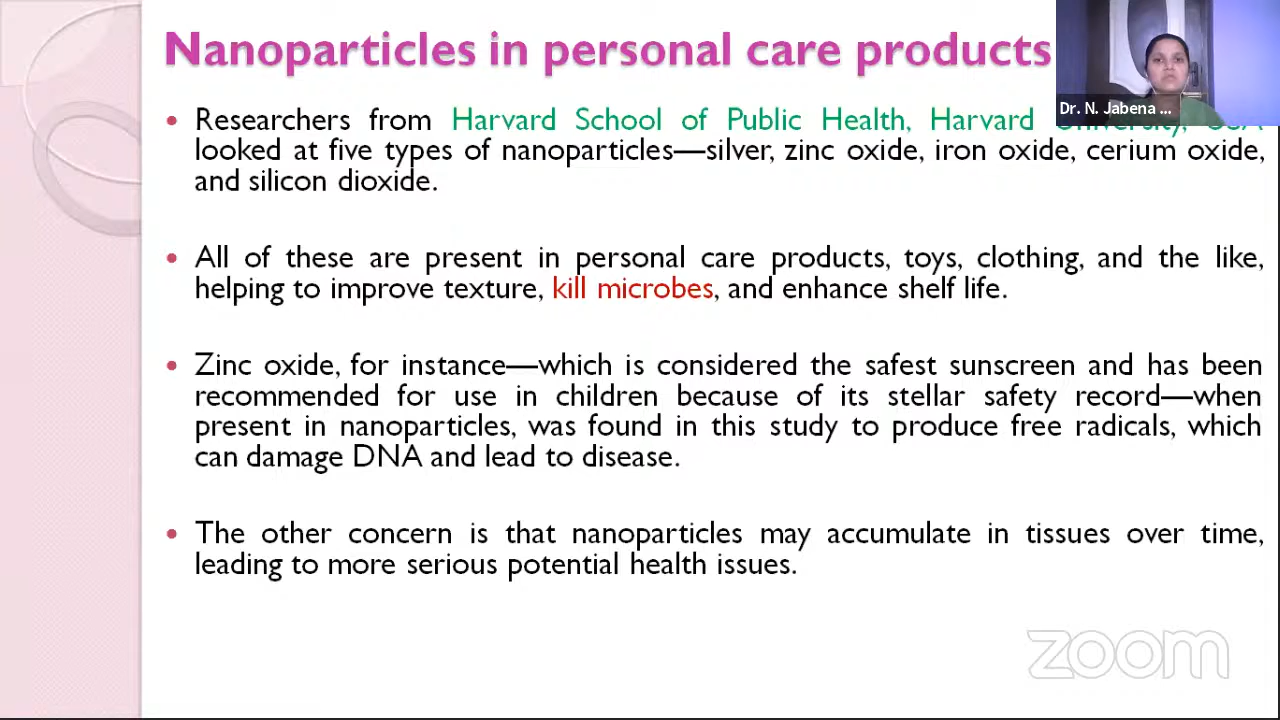 Nanoparticles in personal care products
Dr. N. Jabena ...
• Researchers from Harvard School of Public Health, Harvard
looked at five types of nanoparticles—silver, zinc oxide, iron oxide, cerium oxide,
and silicon dioxide.
• All of these are present in personal care products, toys, clothing, and the like,
helping to improve texture, kill microbes, and enhance shelf life.
• Zinc oxide, for instance—which is considered the safest sunscreen and has been
recommended for use in children because of its stellar safety record—when
present in nanoparticles, was found in this study to produce free radicals, which
can damage DNA and lead to disease.
• The other concern is that nanoparticles may accumulate in tissues over time,
leading to more serious potential health issues.
zoom